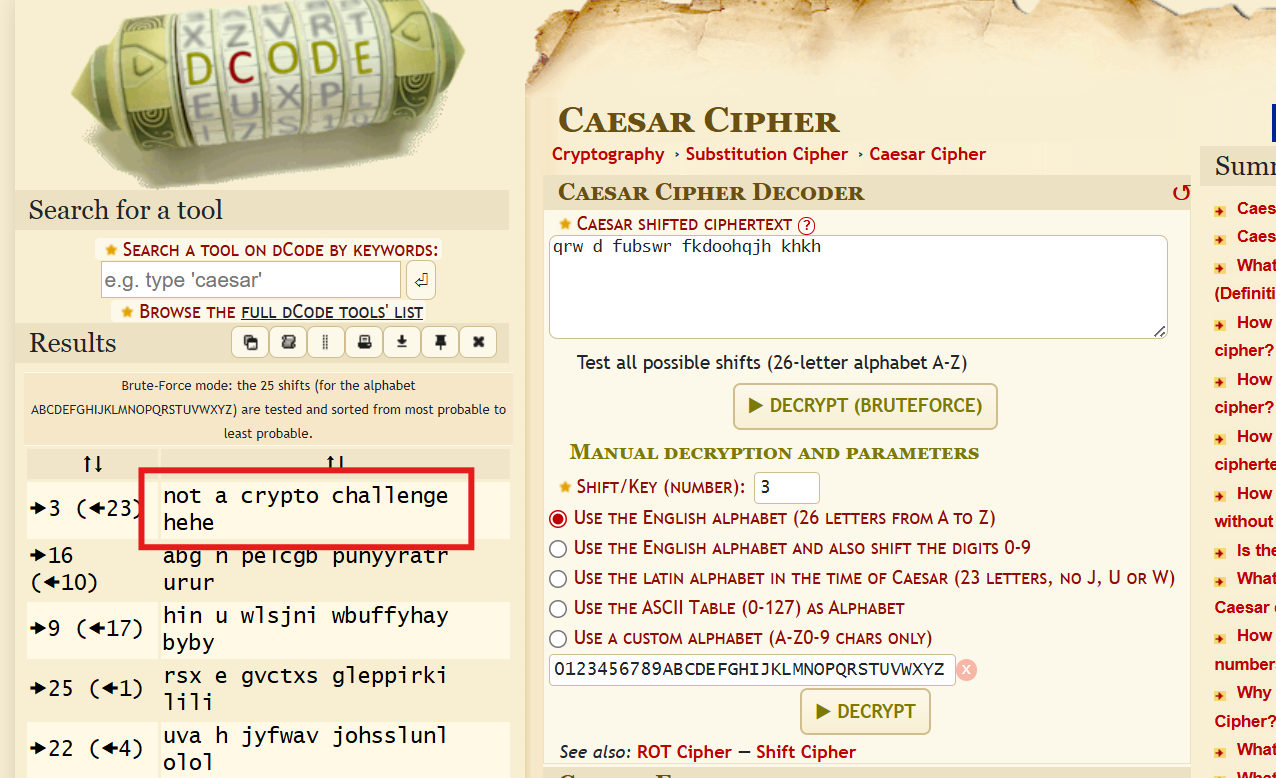 X Z V R T
D C O D E
E U X P L
Search for a tool
SEARCH A TOOL ON DCODE BY KEYWORDS:
e.g. type 'caesar'
BROWSE THE FULL DCODE TOOLS' LIST
Results
Brute-Force mode: the 25 shifts (for the alphabet
ABCDEFGHIJKLMNOPQRSTUVWXYZ) are tested and sorted from most probable to
least probable.
↑↓ ↑↓
➔3 (🠔23) not a crypto challenge
hehe
➔16 abg n pelcgb punyyratr
(🠔10) urur
➔9 (🠔17) hin u wlsjni wbuffyhay
byby
➔25 (🠔1) rsx e gvctxs gleppirki
lili
➔22 (🠔4) uva h jyfwav johsslunl
olol
CAESAR CIPHER
Cryptography › Substitution Cipher › Caesar Cipher
CAESAR CIPHER DECODER
CAESAR SHIFTED CIPHERTEXT ?
qrw d fubswr fkdoohqjh khkh
Test all possible shifts (26-letter alphabet A-Z)
▶ DECRYPT (BRUTEFORCE)
MANUAL DECRYPTION AND PARAMETERS
SHIFT/KEY (NUMBER): 3
USE THE ENGLISH ALPHABET (26 LETTERS FROM A TO Z)
USE THE ENGLISH ALPHABET AND ALSO SHIFT THE DIGITS 0-9
USE THE LATIN ALPHABET IN THE TIME OF CAESAR (23 LETTERS, NO J, U OR W)
USE THE ASCII TABLE (0-127) AS ALPHABET
USE A CUSTOM ALPHABET (A-Z0-9 CHARS ONLY)
0123456789ABCDEFGHIJKLMNOPQRSTUVWXYZ x
▶ DECRYPT
See also: ROT Cipher — Shift Cipher
Summ
Caes
Caes
What
(Definiti
How
cipher?
How
cipher?
How
cipherte
How
without
Is the
What
Caesar
How
number
Why
Cipher?
What
What